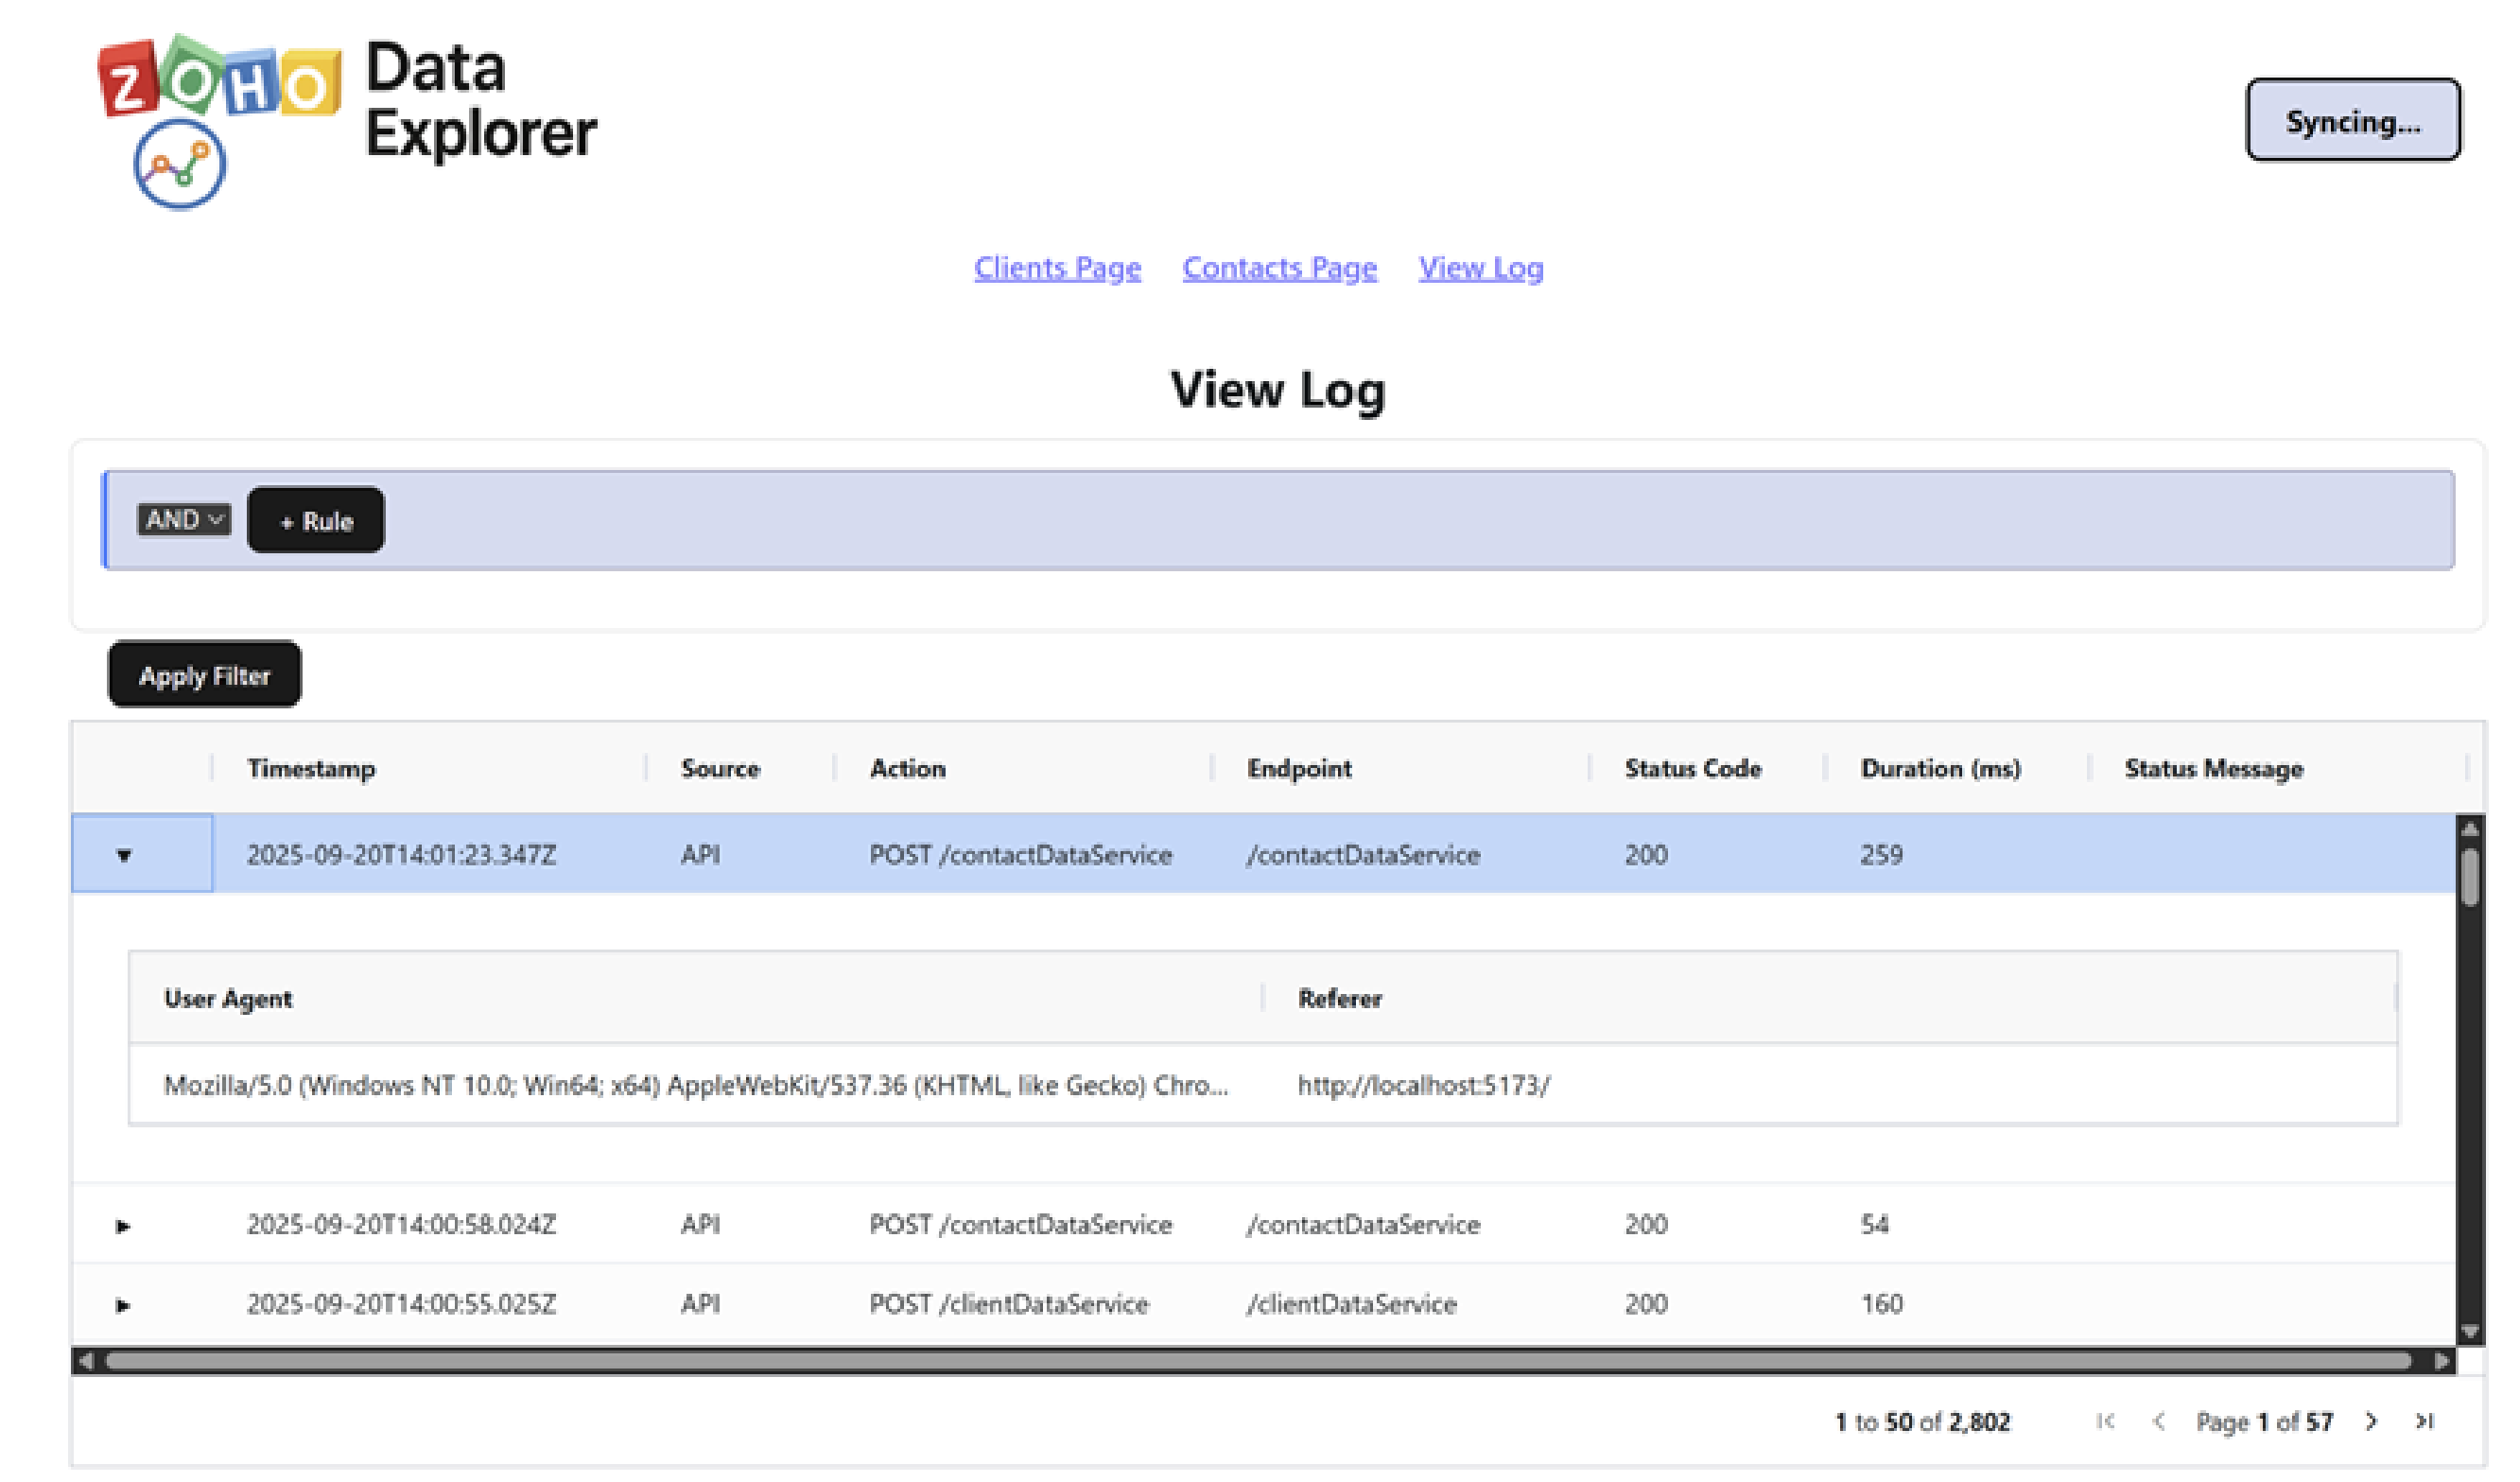 ZOHO Data
Explorer
Syncing...
Clients Page Contacts Page View Log
View Log
AND + Rule
Apply Filter
Timestamp Source Action Endpoint Status Code Duration (ms) Status Message
2025-09-20T14:01:23.347Z API POST /contactDataService /contactDataService 200 259
User Agent Referer
Mozilla/5.0 (Windows NT 10.0; Win64; x64) AppleWebKit/537.36 (KHTML, like Gecko) Chro... http://localhost:5173/
2025-09-20T14:00:58.024Z API POST /contactDataService /contactDataService 200 54
2025-09-20T14:00:55.025Z API POST /clientDataService /clientDataService 200 160
1 to 50 of 2,802 Page 1 of 57